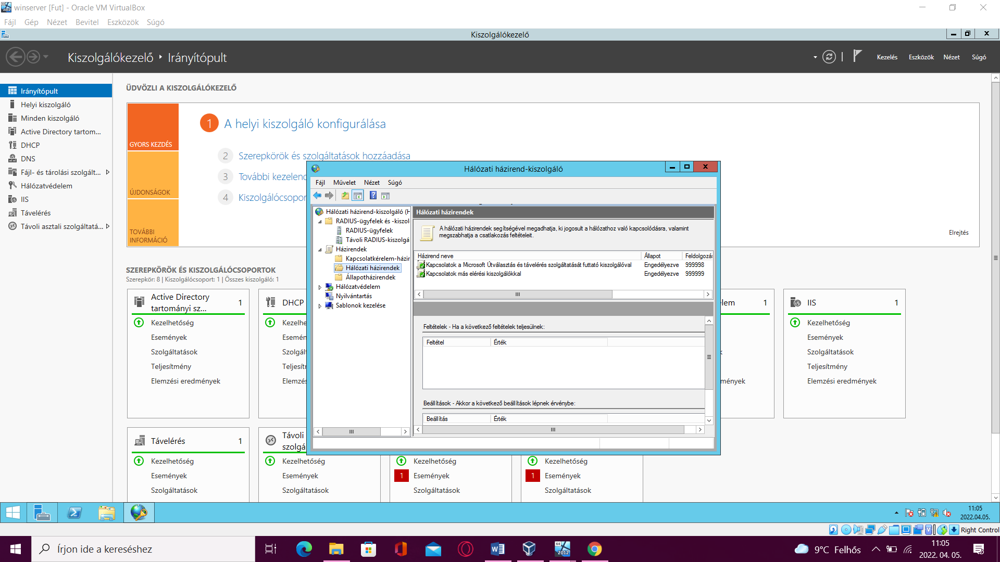 winserver [Fut] - Oracle VM VirtualBox
Fájl Gép Nézet Bevitel Eszközök Súgó
Kiszolgálókezelő
Kiszolgálókezelő ‣ Irányítópult
Kezelés Eszközök Nézet Súgó
Irányítópult
Helyi kiszolgáló
Minden kiszolgáló
Active Directory tartom...
DHCP
DNS
Fájl- és tárolási szolgált...
Hálózatvédelem
IIS
Távelérés
Távoli asztali szolgáltatá...
ÜDVÖZLI A KISZOLGÁLÓKEZELŐ
GYORS KEZDÉS
ÚJDONSÁGOK
TOVÁBBI
INFORMÁCIÓ
1 A helyi kiszolgáló konfigurálása
2 Szerepkörök és szolgáltatások hozzáadása
3 További kezelend
4 Kiszolgálócsopor
Elrejtés
Hálózati házirend-kiszolgáló
Fájl Művelet Nézet Súgó
Hálózati házirend-kiszolgáló (H
RADIUS-ügyfelek és -kiszol
RADIUS-ügyfelek
Távoli RADIUS-kiszolgá
Házirendek
Kapcsolatkérelem-házir
Hálózati házirendek
Állapotházirendek
Hálózatvédelem
Nyilvántartás
Sablonok kezelése
Hálózati házirendek
A hálózati házirendek segítségével megadhatja, ki jogosult a hálózathoz való kapcsolódásra, valamint
megszabhatja a csatlakozás feltételeit.
Házirend neve Állapot Feldolgozás
Kapcsolatok a Microsoft Útválasztás és távelérés szolgáltatását futtató kiszolgálóval Engedélyezve 999998
Kapcsolatok más elérési kiszolgálókkal Engedélyezve 999999
Feltételek - Ha a következő feltételek teljesülnek:
Feltétel Érték
Beállítások - Akkor a következő beállítások lépnek érvénybe:
Beállítás Érték
SZEREPKÖRÖK ÉS KISZOLGÁLÓCSOPORTOK
Szerepkör: 8 | Kiszolgálócsoport: 1 | Összes kiszolgáló: 1
Active Directory
tartományi sz... 1
Kezelhetőség
Események
Szolgáltatások
Teljesítmény
Elemzési eredmények
DHCP
Kezelhe
Esemén
Szolgál
Teljesítr
Elemzés
elem 1
k
mények
IIS 1
Kezelhetőség
Események
Szolgáltatások
Teljesítmény
Elemzési eredmények
Távelérés 1
Kezelhetőség
Események
Szolgáltatások
Távoli
szolgá
Kezelhetőség
Események
Szolgáltatások
Kezelhetőség
1 Események
Szolgáltatások
Kezelhetőség
1 Események
Szolgáltatások
11:05
2022.04.05.
Right Control
Írjon ide a kereséshez
9°C Felhős
11:05
2022. 04. 05.